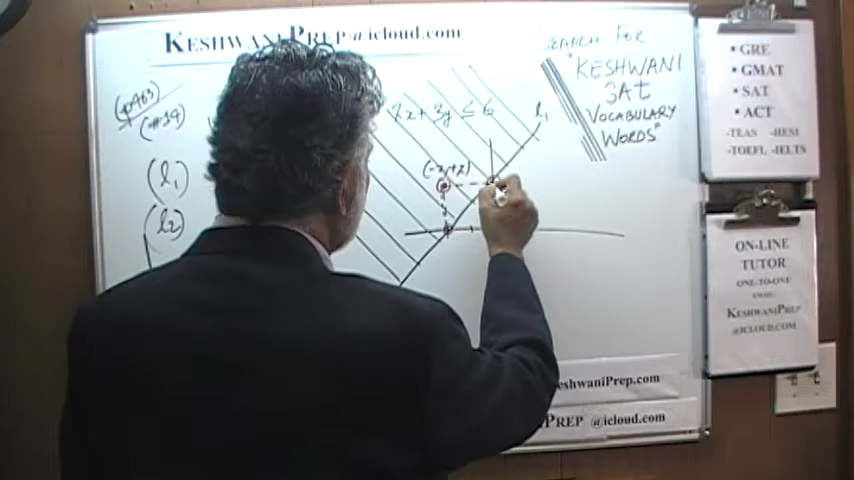 KESHWANIPREP@icloud.com
SEARCH FOR
"KESHWANI
SAT
VOCABULARY
WORDS"
(p463)
(#14)
(l1)
(l2)
2x + 3y ≤ 6
l1
(-2,+2)
• GRE
• GMAT
• SAT
• ACT
-TEAS -HESI
-TOEFL -IELTS
ON-LINE
TUTOR
ONE-TO-ONE
KESHWANIPREP
@ICLOUD.COM
eshwaniPrep.com
PREP @icloud.com